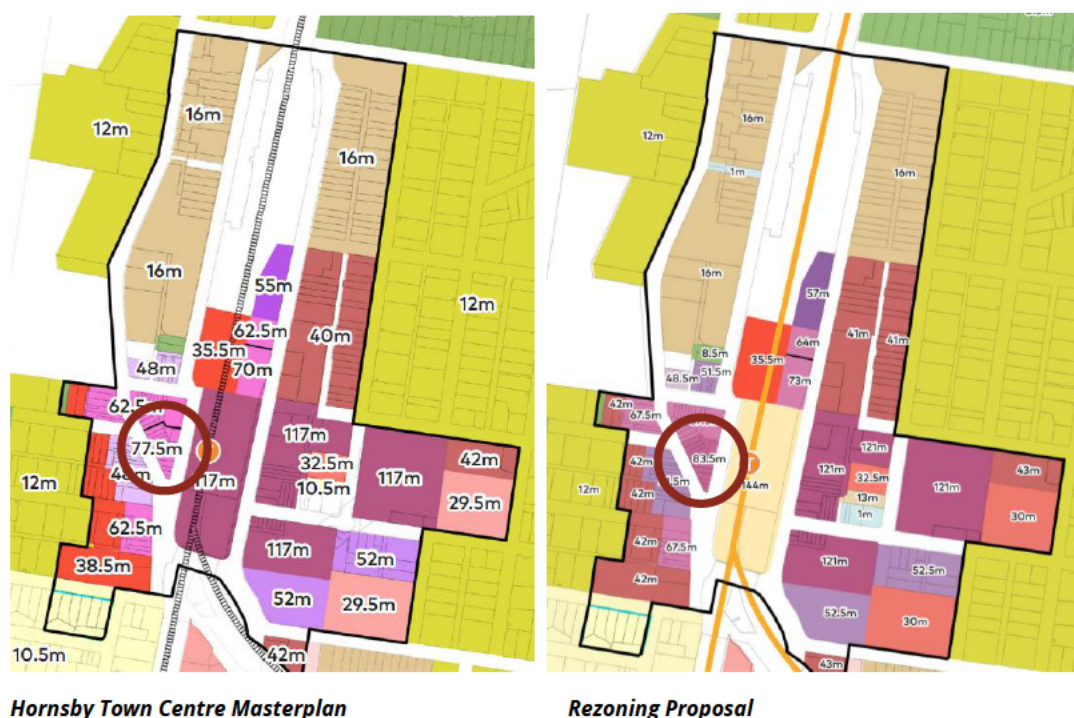 12m
16m
16m
16m
12m
55m
62.5m
40m
35.5m
70m
48m
62.5m
77.5m
117m
117m
32.5m
10.5m
117m
42m
29.5m
12m
62.5m
38.5m
117m
52m
52m
29.5m
42m
10.5m
12m
16m
1m
16m
16m
57m
64m
41m
41m
35.5m
73m
8.5m
48.5m
51.5m
42m
67.5m
83.5m
42m
42m
144m
121m
121m
32.5m
13m
1m
121m
43m
30m
12m
42m
67.5m
42m
121m
52.5m
52.5m
30m
43m
Hornsby Town Centre Masterplan
Rezoning Proposal